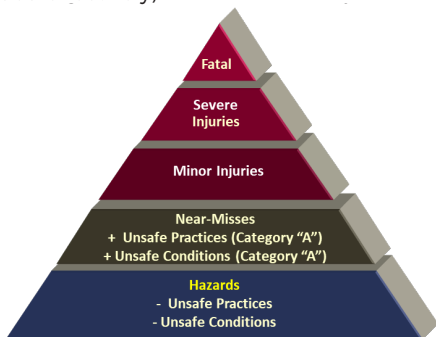 Fatal
Severe
Injuries
Minor Injuries
Near-Misses
+ Unsafe Practices (Category “A”)
+ Unsafe Conditions (Category “A”)
Hazards
- Unsafe Practices
- Unsafe Conditions